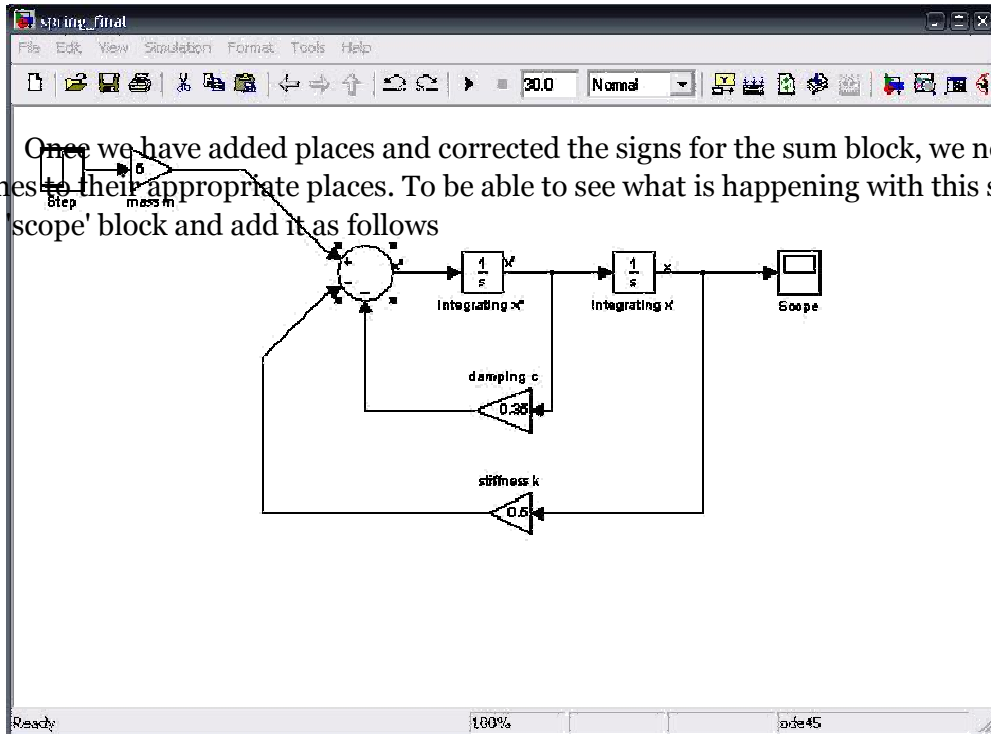 spring_final
File Edit View Simulation Format Tools Help
30.0 Normal
Once we have added places and corrected the signs for the sum block, we
to their appropriate places. To be able to see what is happening with this
'scope' block and add it as follows
6
Step mass m
+
x''
1/s x'
1/s x
− −
integrating x'' integrating x' Scope
damping c
0.35
stiffness k
0.5
Ready 100% ode45